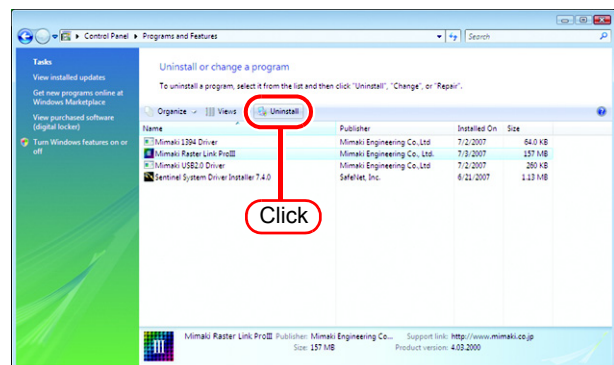 Control Panel ▸ Programs and Features
Search
Tasks
View installed updates
Get new programs online at
Windows Marketplace
View purchased software
(digital locker)
Turn Windows features on or
off
Uninstall or change a program
To uninstall a program, select it from the list and then click "Uninstall", "Change", or "Repair".
Organize Views Uninstall
Name Publisher Installed On Size
Mimaki 1394 Driver Mimaki Engineering Co.,Ltd 7/2/2007 64.0 KB
Mimaki Raster Link ProIII Mimaki Engineering Co., Ltd. 7/3/2007 157 MB
Mimaki USB2.0 Driver Mimaki Engineering Co.,Ltd 7/2/2007 260 KB
Sentinel System Driver Installer 7.4.0 SafeNet, Inc. 6/21/2007 1.13 MB
Click
Mimaki Raster Link ProIII Publisher: Mimaki Engineering Co... Support link: http://www.mimaki.co.jp
Size: 157 MB Product version: 4.03.2000